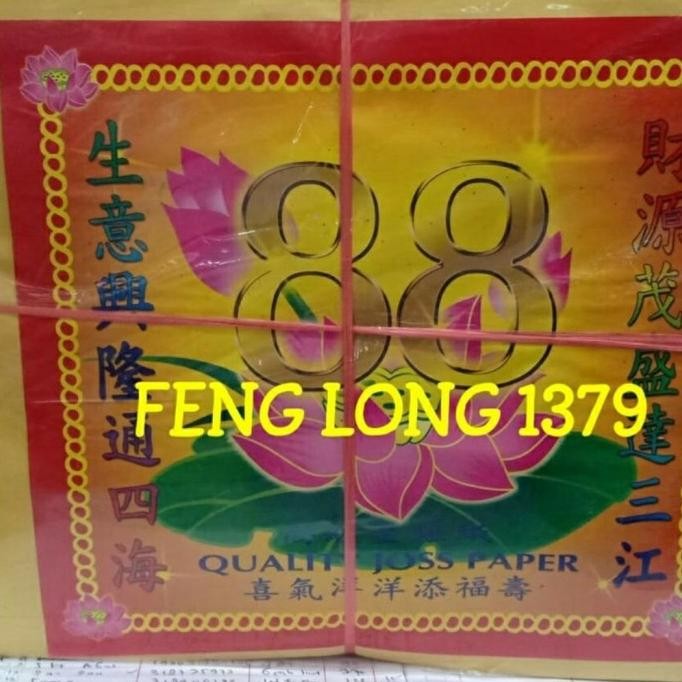 生意興隆通四海
財源茂盛達三江
88
FENG LONG 1379
QUALIT JOSS PAPER
喜氣洋洋添福壽